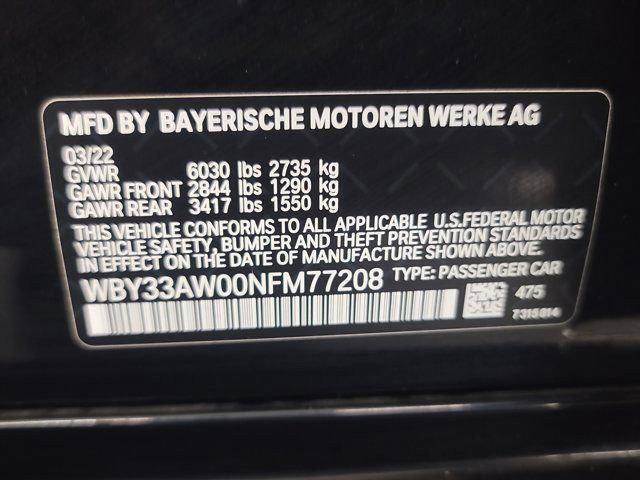 MFD BY BAYERISCHE MOTOREN WERKE AG
03/22
GVWR 6030 lbs 2735 kg
GAWR FRONT 2844 lbs 1290 kg
GAWR REAR 3417 lbs 1550 kg
THIS VEHICLE CONFORMS TO ALL APPLICABLE U.S.FEDERAL MOTOR
VEHICLE SAFETY, BUMPER AND THEFT PREVENTION STANDARDS
IN EFFECT ON THE DATE OF MANUFACTURE SHOWN ABOVE.
WBY33AW00NFM77208 TYPE: PASSENGER CAR
475
7315014